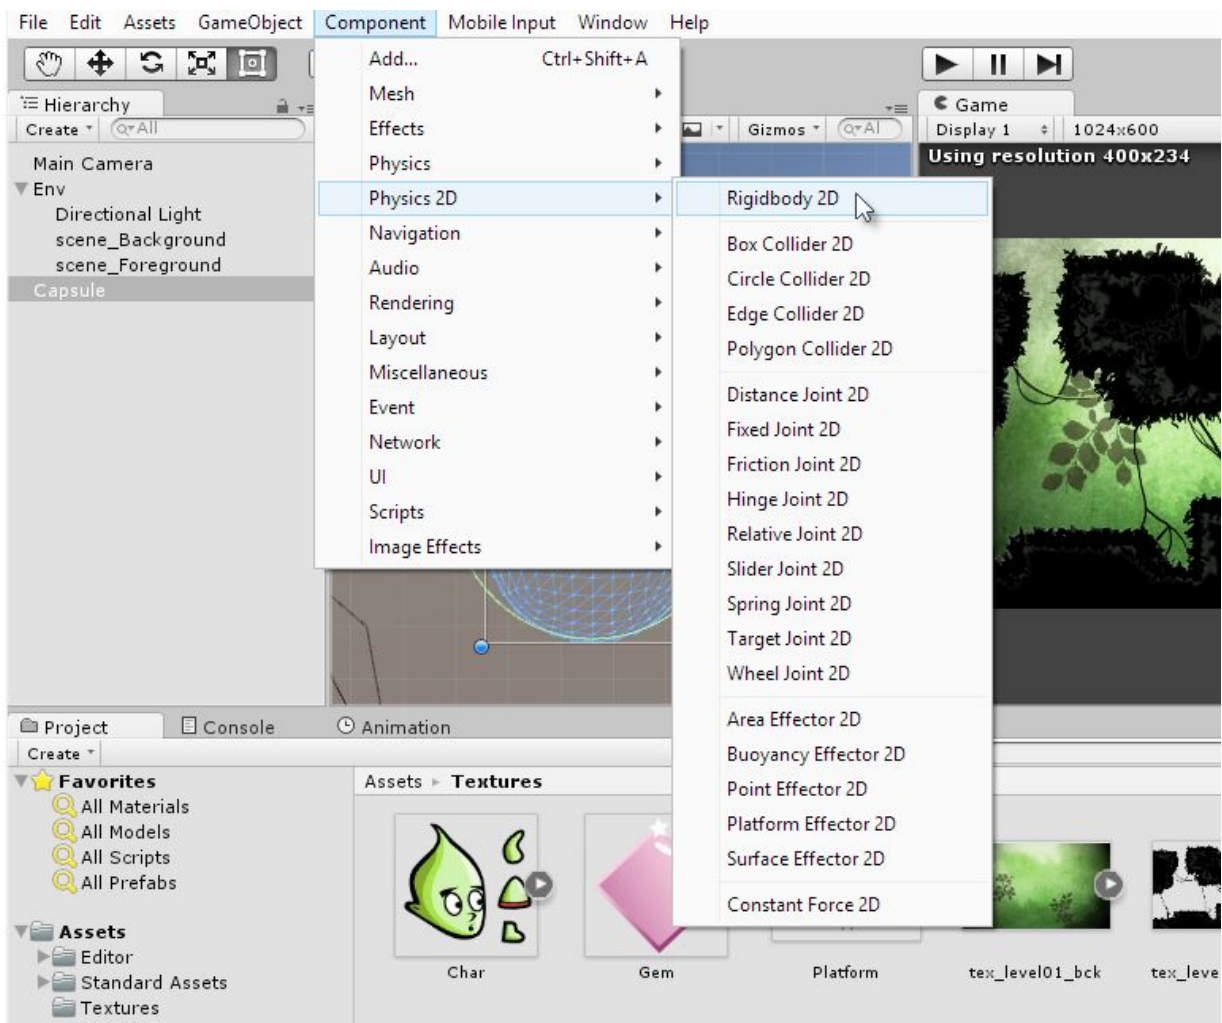 File Edit Assets GameObject Component Mobile Input Window Help
Add... Ctrl+Shift+A
Mesh
Effects
Physics
Physics 2D
Navigation
Audio
Rendering
Layout
Miscellaneous
Event
Network
UI
Scripts
Image Effects
Hierarchy
Create All
Main Camera
Env
Directional Light
scene_Background
scene_Foreground
Capsule
Gizmos Al
Game
Display 1 1024x600
Using resolution 400x234
Rigidbody 2D
Box Collider 2D
Circle Collider 2D
Edge Collider 2D
Polygon Collider 2D
Distance Joint 2D
Fixed Joint 2D
Friction Joint 2D
Hinge Joint 2D
Relative Joint 2D
Slider Joint 2D
Spring Joint 2D
Target Joint 2D
Wheel Joint 2D
Area Effector 2D
Buoyancy Effector 2D
Point Effector 2D
Platform Effector 2D
Surface Effector 2D
Constant Force 2D
Project Console Animation
Create
Favorites
All Materials
All Models
All Scripts
All Prefabs
Assets
Editor
Standard Assets
Textures
Assets Textures
Char Gem Platform tex_level01_bck tex_leve